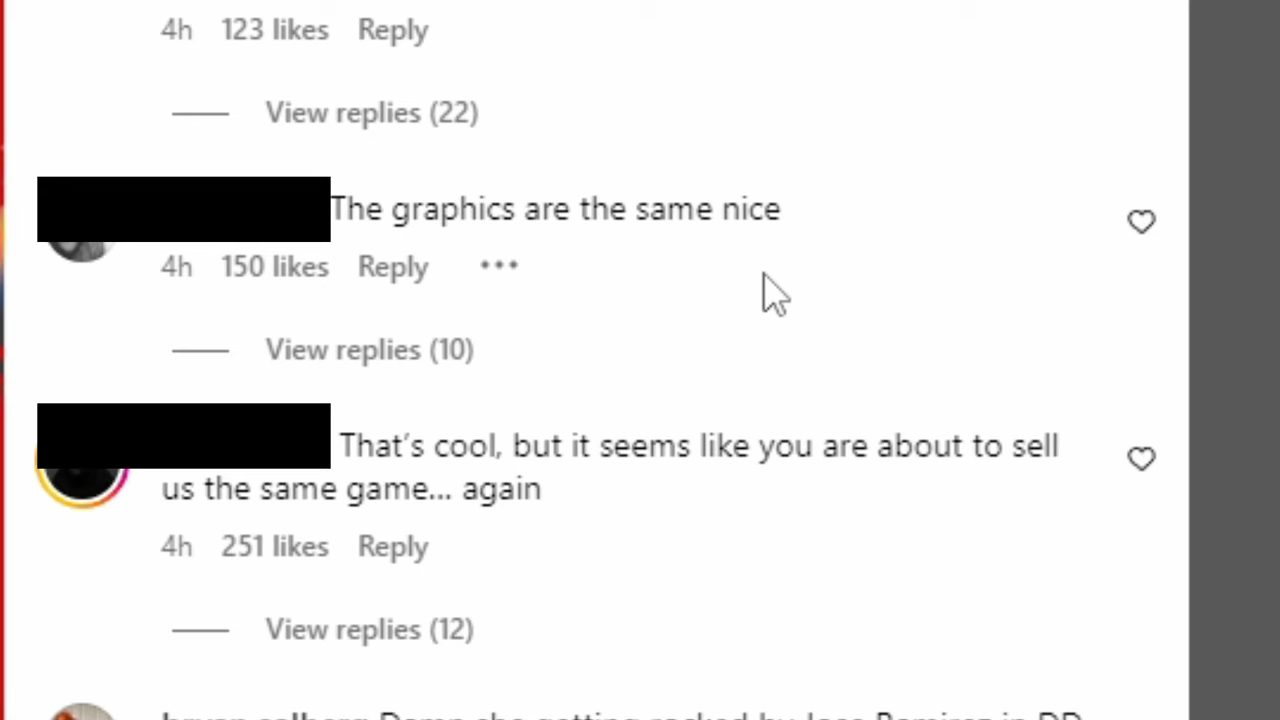 4h 123 likes Reply
View replies (22)
The graphics are the same nice
4h 150 likes Reply •••
View replies (10)
That's cool, but it seems like you are about to sell
us the same game... again
4h 251 likes Reply
View replies (12)